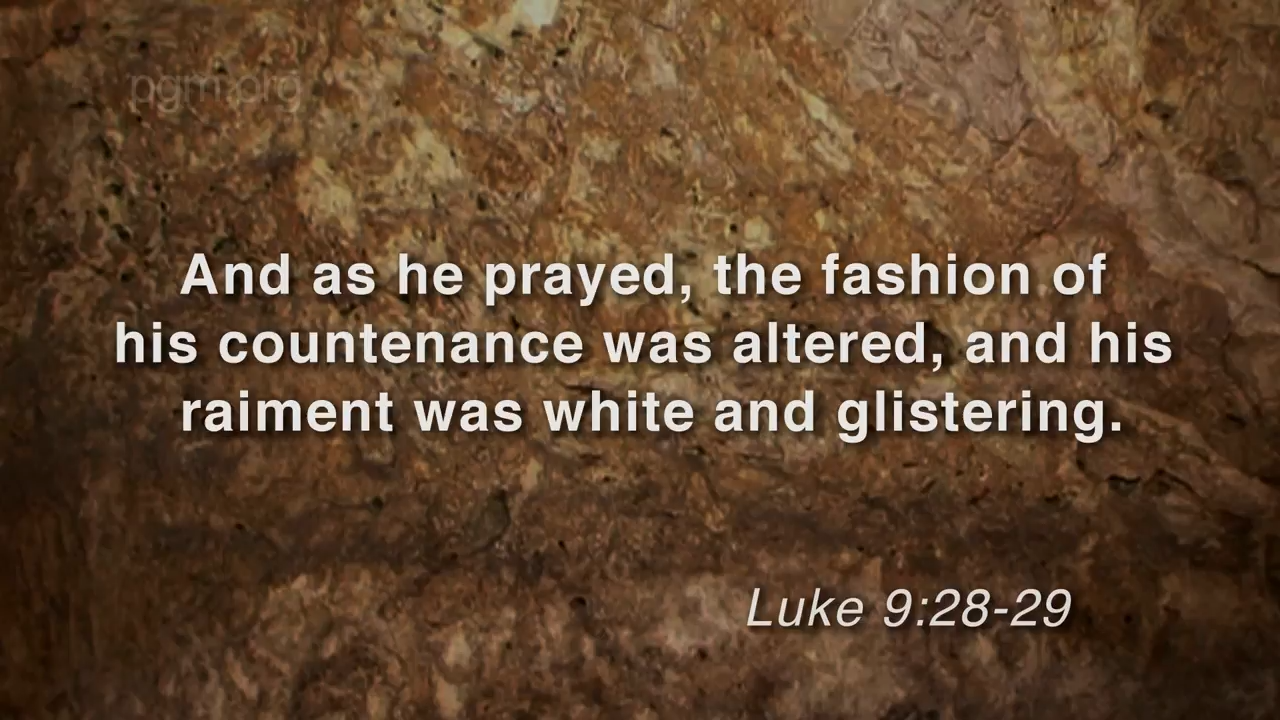 pgm.org
And as he prayed, the fashion of
his countenance was altered, and his
raiment was white and glistering.
Luke 9:28-29